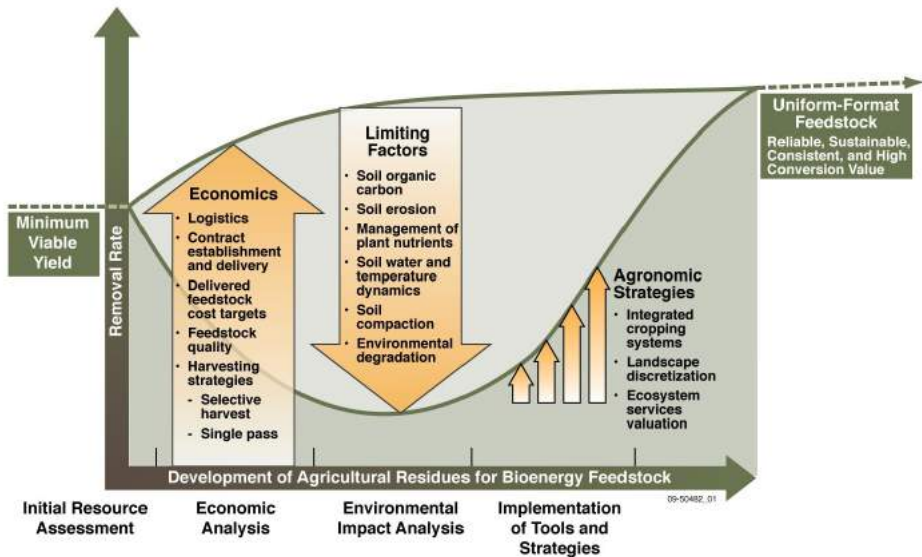 Removal Rate
Minimum
Viable
Yield
Economics
• Logistics
• Contract
establishment
and delivery
• Delivered
feedstock
cost targets
• Feedstock
quality
• Harvesting
strategies
- Selective
harvest
- Single pass
Limiting
Factors
• Soil organic
carbon
• Soil erosion
• Management of
plant nutrients
• Soil water and
temperature
dynamics
• Soil
compaction
• Environmental
degradation
Agronomic
Strategies
• Integrated
cropping
systems
• Landscape
discretization
• Ecosystem
services
valuation
Uniform-Format
Feedstock
Reliable, Sustainable,
Consistent, and High
Conversion Value
Development of Agricultural Residues for Bioenergy Feedstock
09-50482_01
Initial Resource
Assessment
Economic
Analysis
Environmental
Impact Analysis
Implementation
of Tools and
Strategies